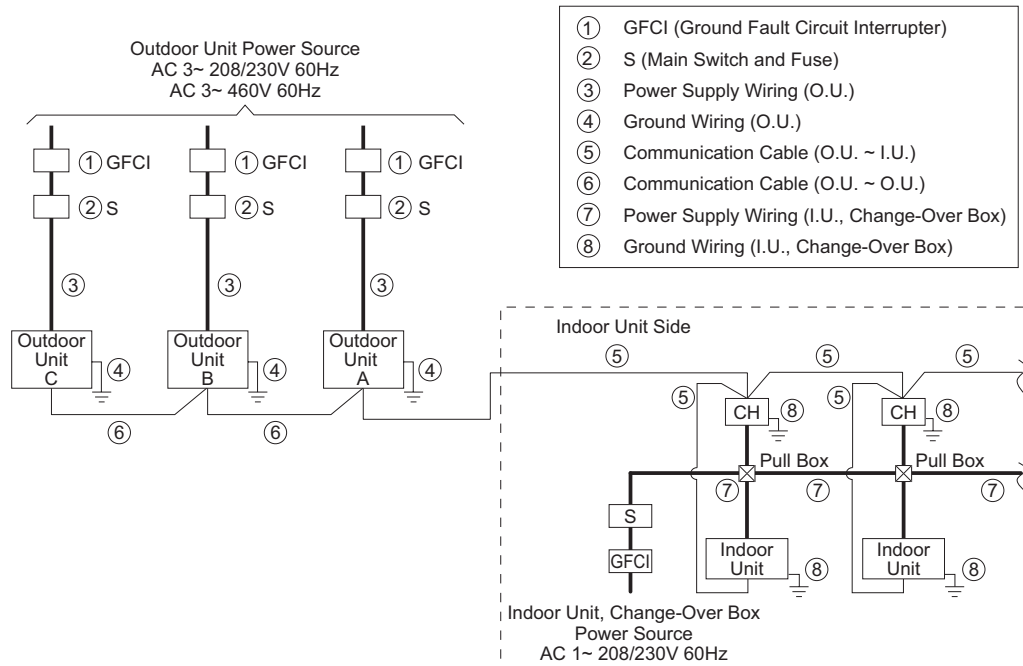 Outdoor Unit Power Source
AC 3~ 208/230V 60Hz
AC 3~ 460V 60Hz
① GFCI (Ground Fault Circuit Interrupter)
② S (Main Switch and Fuse)
③ Power Supply Wiring (O.U.)
④ Ground Wiring (O.U.)
⑤ Communication Cable (O.U. ~ I.U.)
⑥ Communication Cable (O.U. ~ O.U.)
⑦ Power Supply Wiring (I.U., Change-Over Box)
⑧ Ground Wiring (I.U., Change-Over Box)
① GFCI
① GFCI
① GFCI
② S
② S
② S
③
③
③
Outdoor
Unit
C
④
Outdoor
Unit
B
④
Outdoor
Unit
A
④
⑥
⑥
Indoor Unit Side
⑤
⑤
⑤
⑤
⑤
CH
⑧
CH
⑧
Pull Box
Pull Box
⑦
⑦
⑦
S
GFCI
Indoor
Unit
⑧
Indoor
Unit
⑧
Indoor Unit, Change-Over Box
Power Source
AC 1~ 208/230V 60Hz